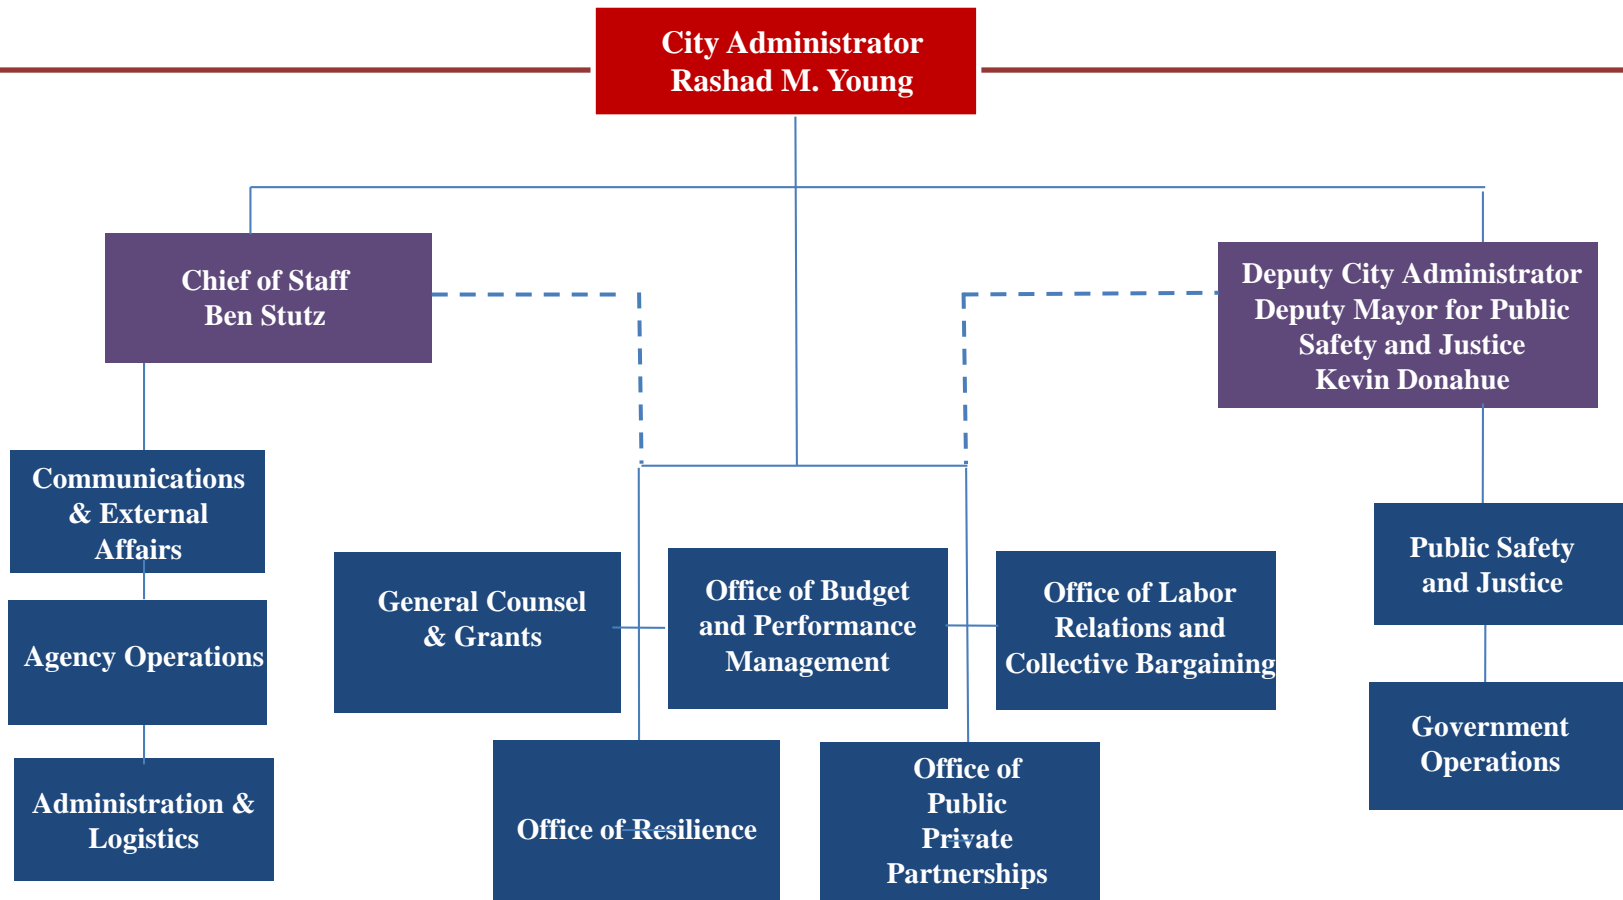 City Administrator
Rashad M. Young
Chief of Staff
Ben Stutz
Deputy City Administrator
Deputy Mayor for Public
Safety and Justice
Kevin Donahue
Communications
& External
Affairs
Agency Operations
Administration &
Logistics
General Counsel
& Grants
Office of Budget
and Performance
Management
Office of Labor
Relations and
Collective Bargaining
Office of Resilience
Office of
Public
Private
Partnerships
Public Safety
and Justice
Government
Operations